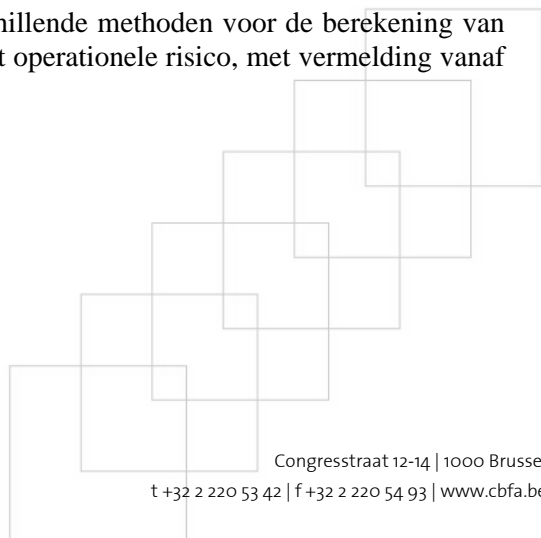 hillende methoden voor de berekening van
t operationele risico, met vermelding vanaf
Congresstraat 12-14 | 1000 Brusse
t +32 2 220 53 42 | f +32 2 220 54 93 | www.cbfa.be